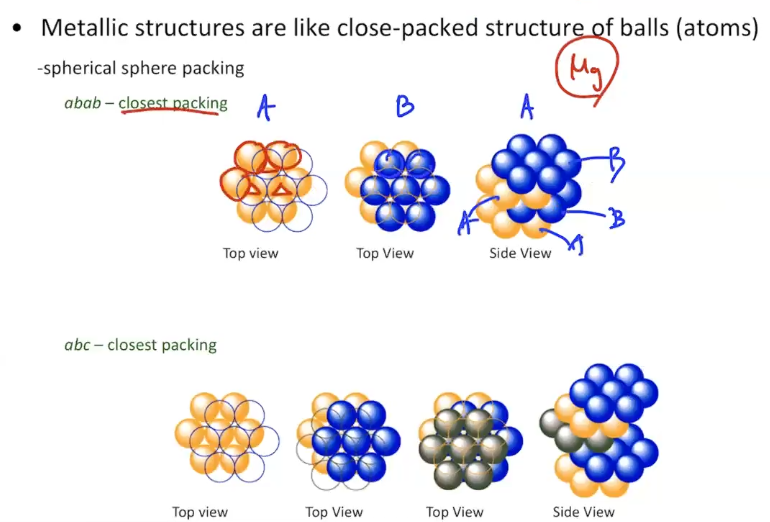 • Metallic structures are like close-packed structure of balls (atoms)
-spherical sphere packing
Mg
abab – closest packing
A B A
B
A
B
A
Top view Top View Side View
abc – closest packing
Top view Top View Top View Side View